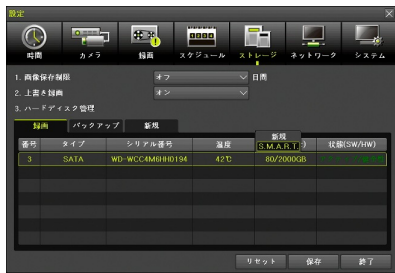 設定
時間 カメラ 録画 スケジュール ストレージ ネットワーク システム
1. 画像保存制限 オフ 日間
2. 上書き録画 オン
3. ハードディスク管理
録画 バックアップ 新規
新規
番号 タイプ シリアル番号 温度 S.M.A.R.T. ) 状態(SW/HW)
3 SATA WD-WCC4M6HH0194 42℃ 80/2000GB
リセット 保存 終了